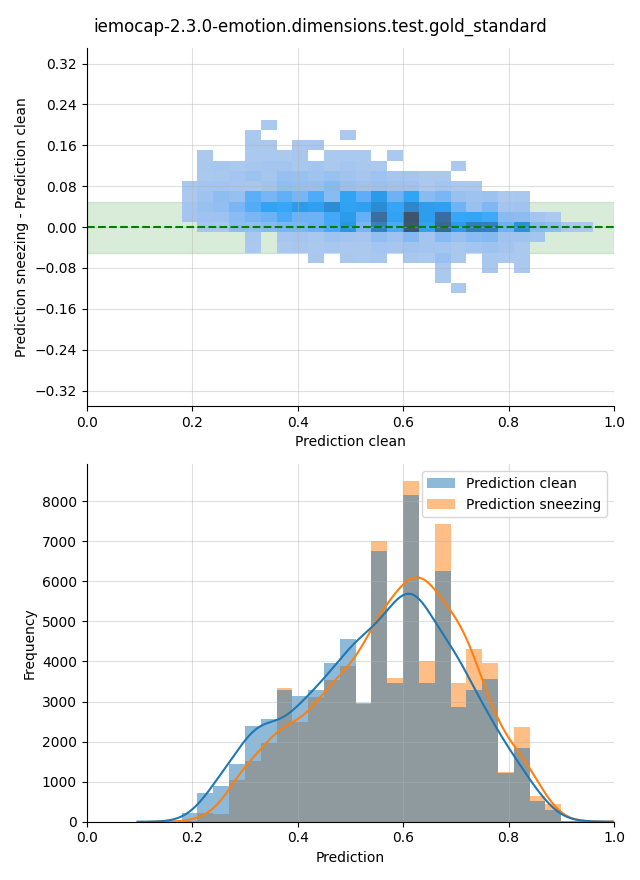 iemocap-2.3.0-emotion.dimensions.test.gold_standard
Prediction sneezing - Prediction clean
0.32
0.24
0.16
0.08
0.00
−0.08
−0.16
−0.24
−0.32
0.0 0.2 0.4 0.6 0.8 1.0
Prediction clean
Frequency
8000
7000
6000
5000
4000
3000
2000
1000
0
Prediction clean
Prediction sneezing
0.0 0.2 0.4 0.6 0.8 1.0
Prediction